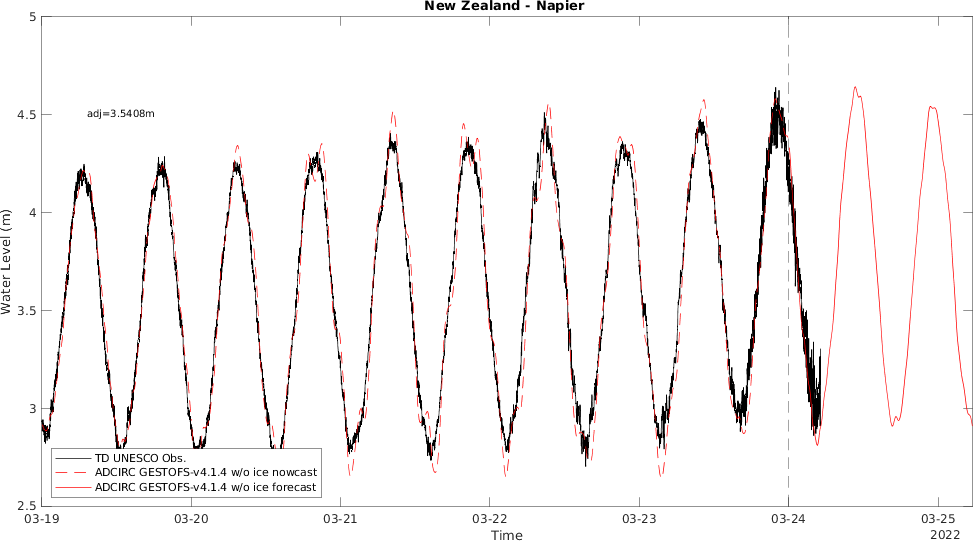 New Zealand - Napier
5
4.5
4
3.5
3
2.5
Water Level (m)
adj=3.5408m
TD UNESCO Obs.
ADCIRC GESTOFS-v4.1.4 w/o ice nowcast
ADCIRC GESTOFS-v4.1.4 w/o ice forecast
03-19
03-20
03-21
03-22
03-23
03-24
03-25
Time
2022